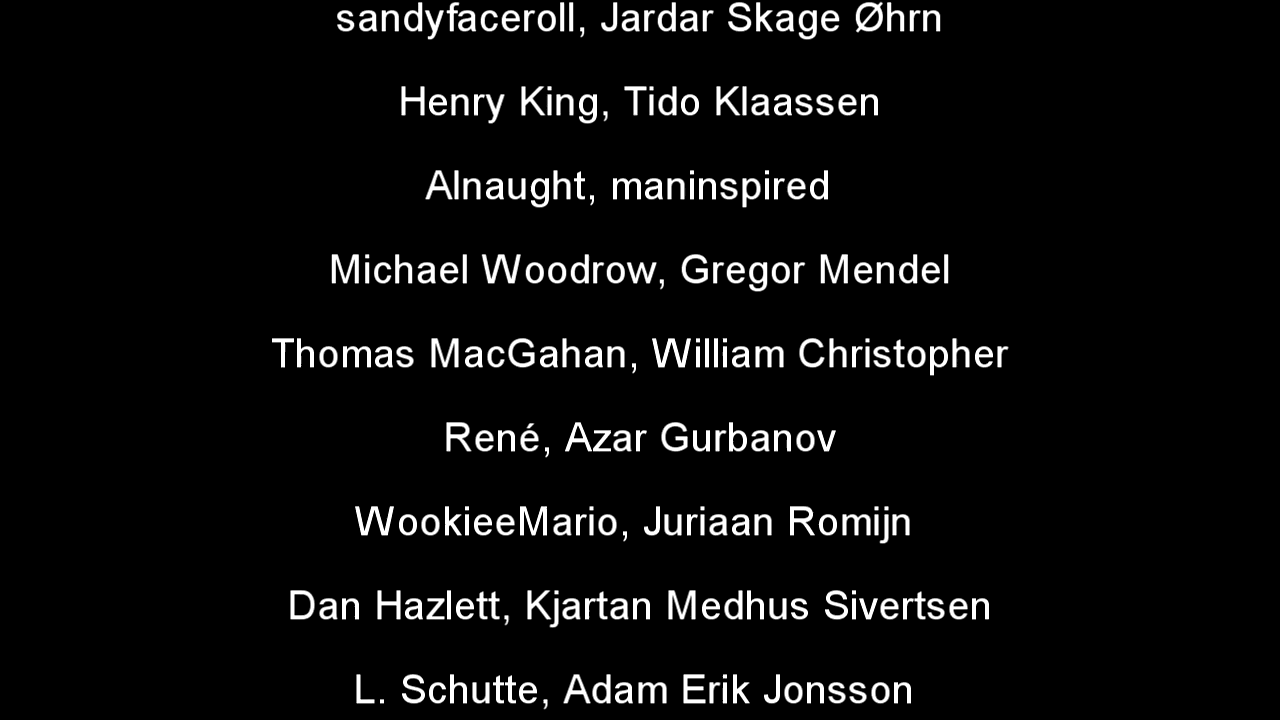 sandyfaceroll, Jardar Skage Øhrn
Henry King, Tido Klaassen
Alnaught, maninspired
Michael Woodrow, Gregor Mendel
Thomas MacGahan, William Christopher
René, Azar Gurbanov
WookieeMario, Juriaan Romijn
Dan Hazlett, Kjartan Medhus Sivertsen
L. Schutte, Adam Erik Jonsson